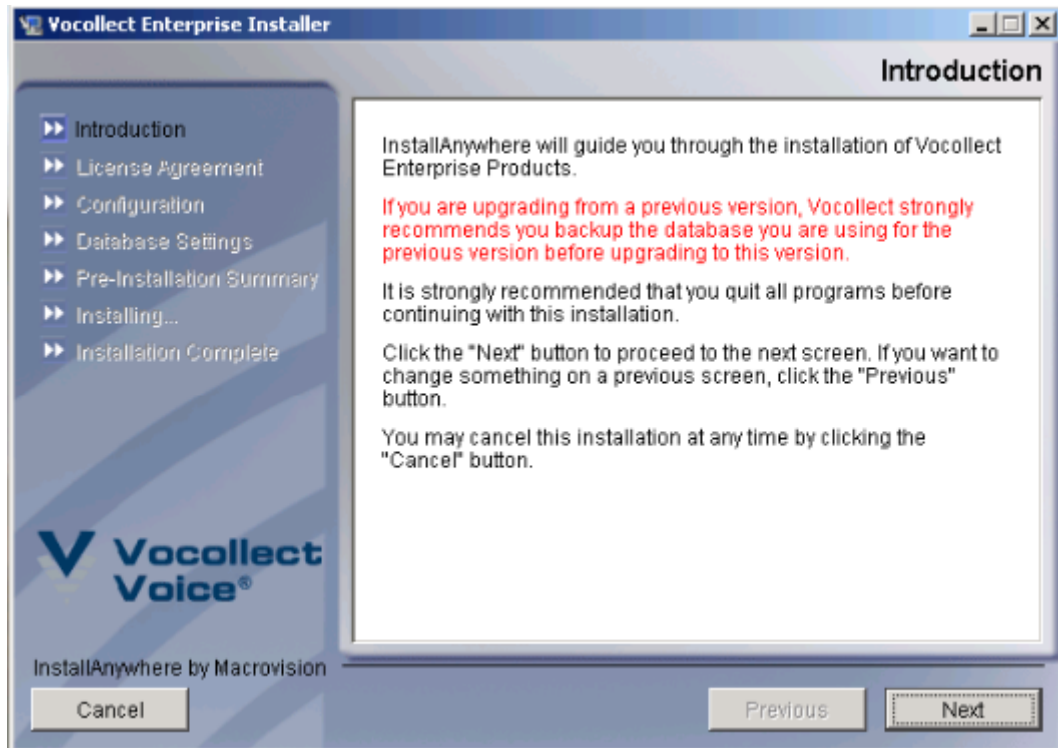 Vocollect Enterprise Installer
Introduction
Introduction
License Agreement
Configuration
Database Settings
Pre-Installation Summary
Installing...
Installation Complete
InstallAnywhere will guide you through the installation of Vocollect
Enterprise Products.
If you are upgrading from a previous version, Vocollect strongly
recommends you backup the database you are using for the
previous version before upgrading to this version.
It is strongly recommended that you quit all programs before
continuing with this installation.
Click the "Next" button to proceed to the next screen. If you want to
change something on a previous screen, click the "Previous"
button.
You may cancel this installation at any time by clicking the
"Cancel" button.
Vocollect
Voice®
InstallAnywhere by Macrovision
Cancel
Previous
Next